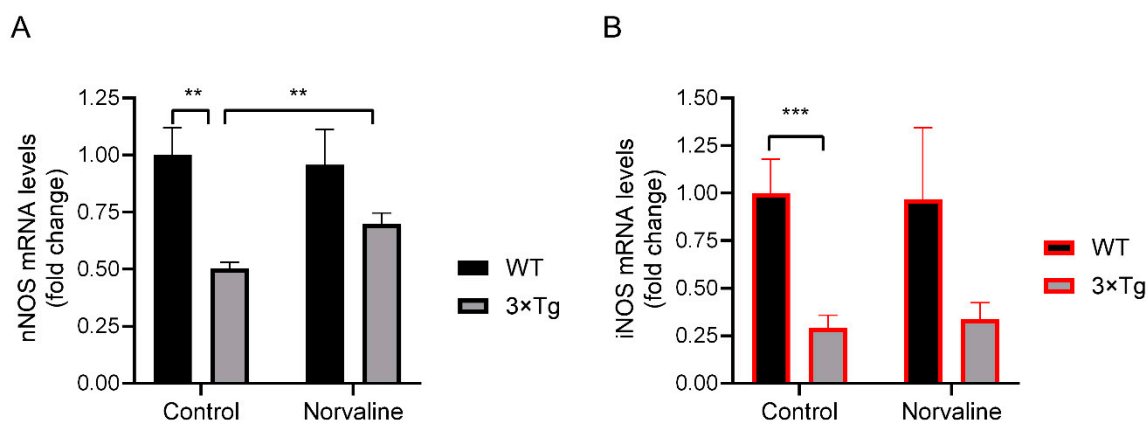 A
nNOS mRNA levels
(fold change)
1.25
1.00
0.75
0.50
0.25
0.00
**
**
Control
Norvaline
WT
3×Tg
B
iNOS mRNA levels
(fold change)
1.50
1.25
1.00
0.75
0.50
0.25
0.00
***
Control
Norvaline
WT
3×Tg